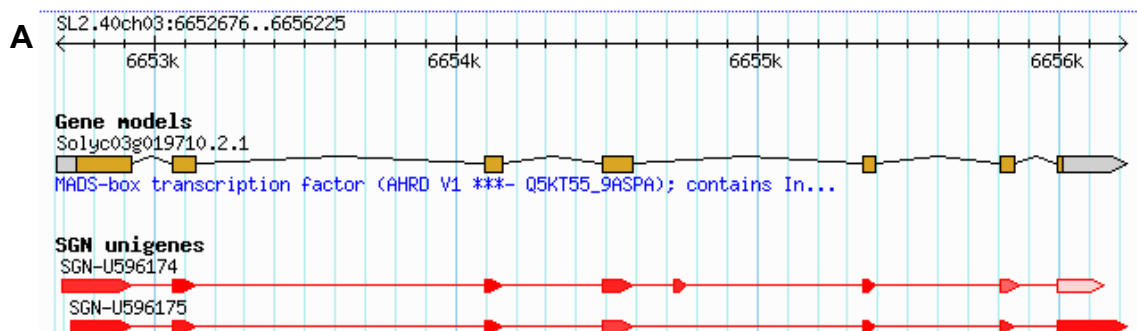 A
SL2.40ch03:6652676..6656225
6653k 6654k 6655k 6656k
Gene models
Solyc03g019710.2.1
MADS-box transcription factor (AHRD V1 ***- Q5KT55_9ASPA); contains In...
SGN unigenes
SGN-U596174
SGN-U596175